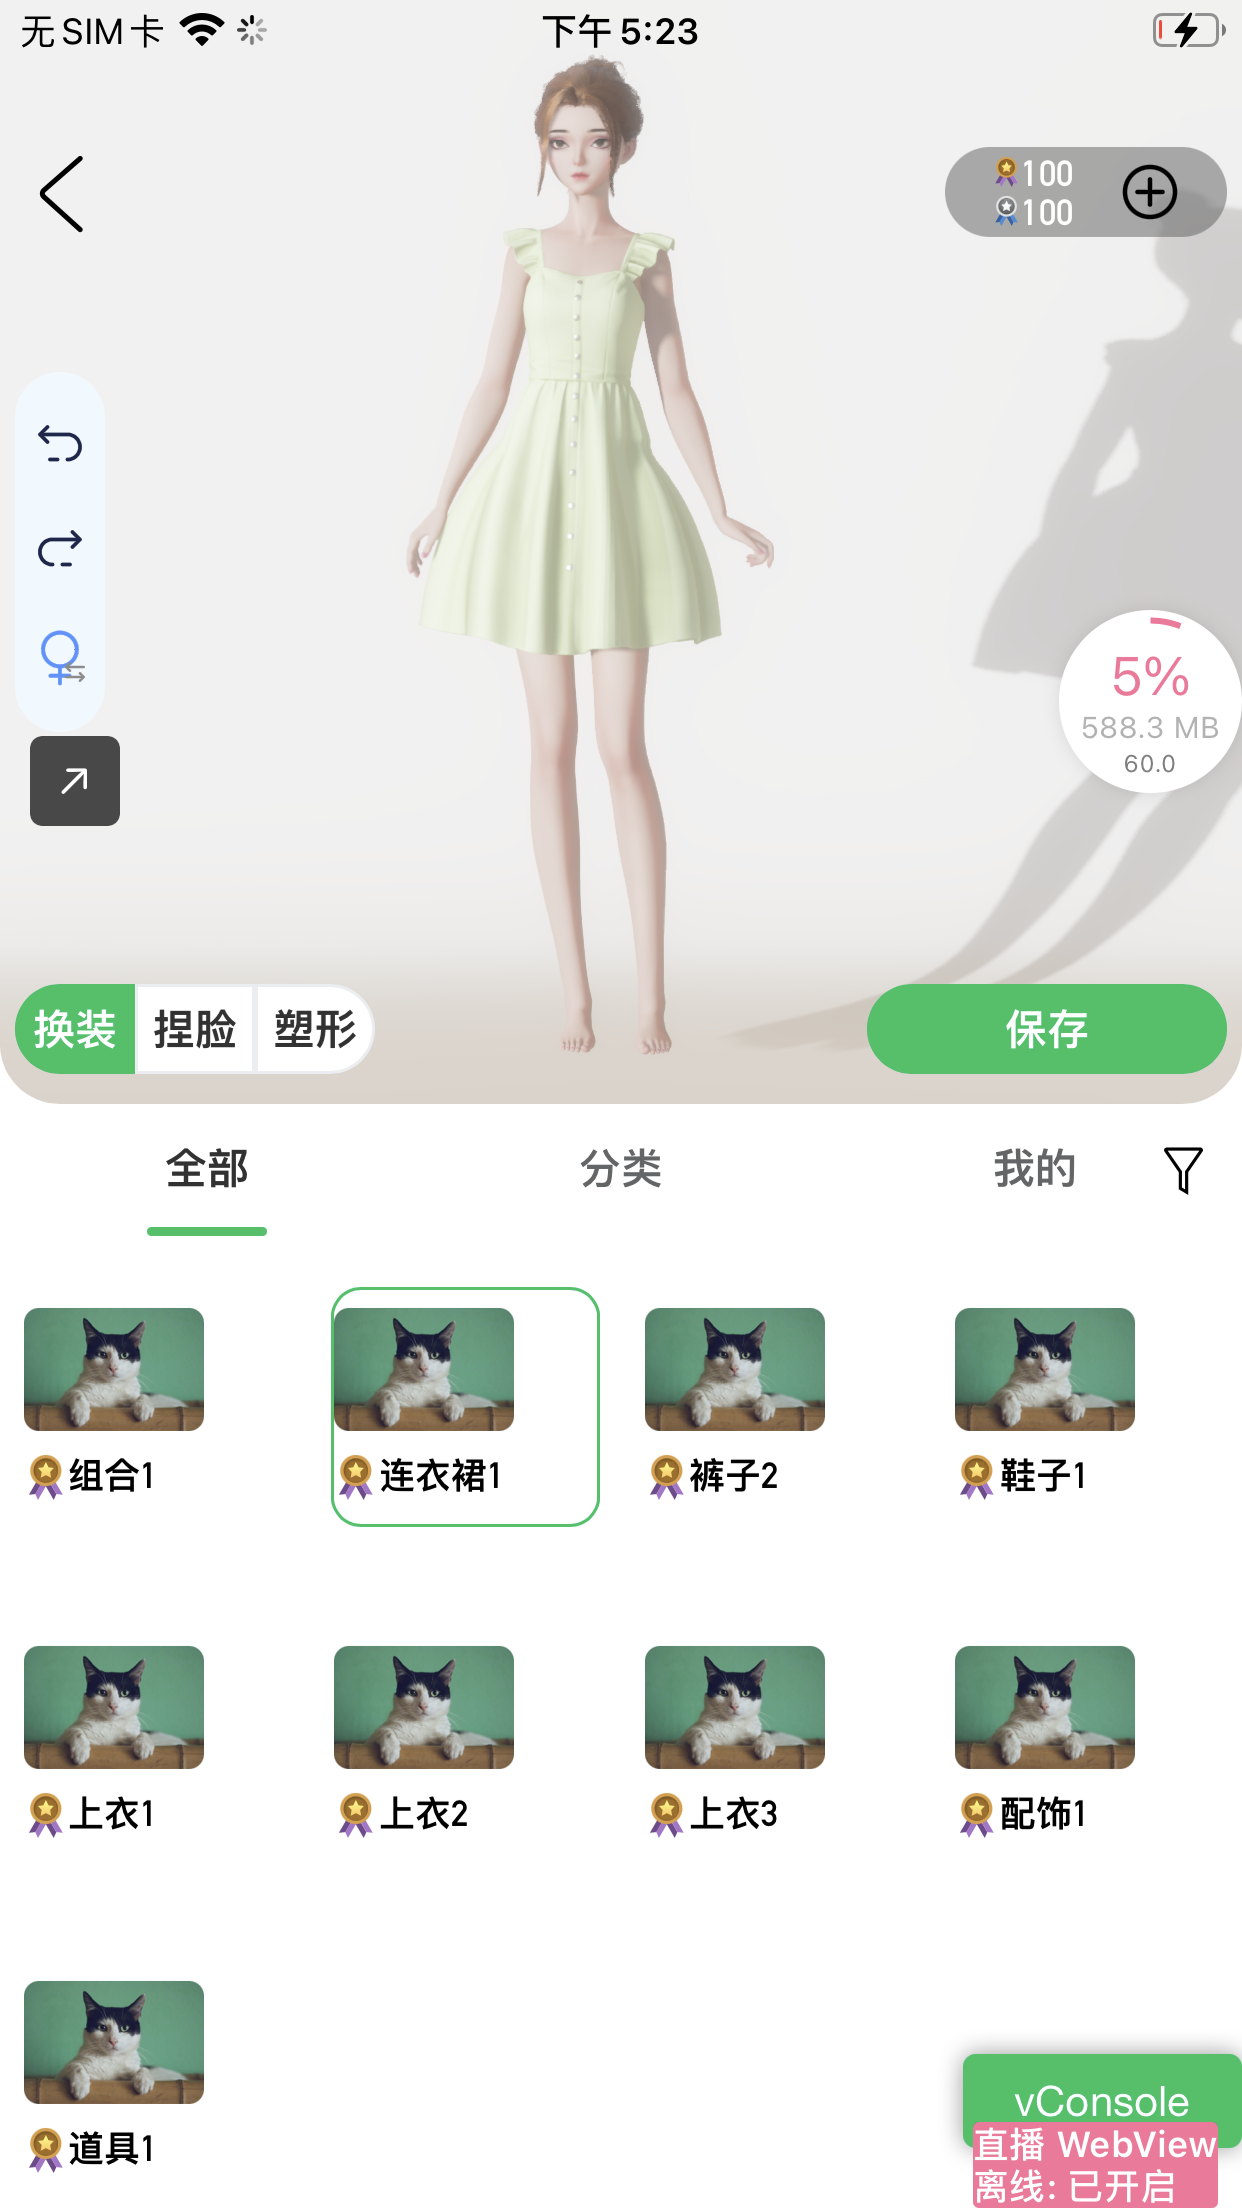 无 SIM 卡
下午 5:23
100
100
5%
588.3 MB
60.0
换装
捏脸
塑形
保存
全部
分类
我的
组合1
连衣裙1
裤子2
鞋子1
上衣1
上衣2
上衣3
配饰1
道具1
vConsole
直播 WebView
离线: 已开启